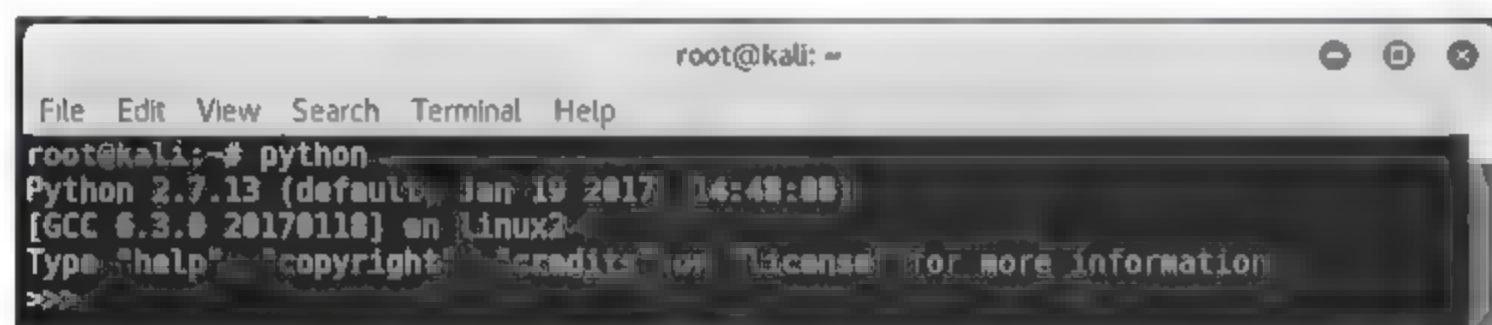 root@kali: ~
File Edit View Search Terminal Help
root@kali:~# python
Python 2.7.13 (default, Jan 19 2017, 14:48:08)
[GCC 6.3.0 20170118] on linux2
Type "help", "copyright", "credits" or "license" for more information
>>>